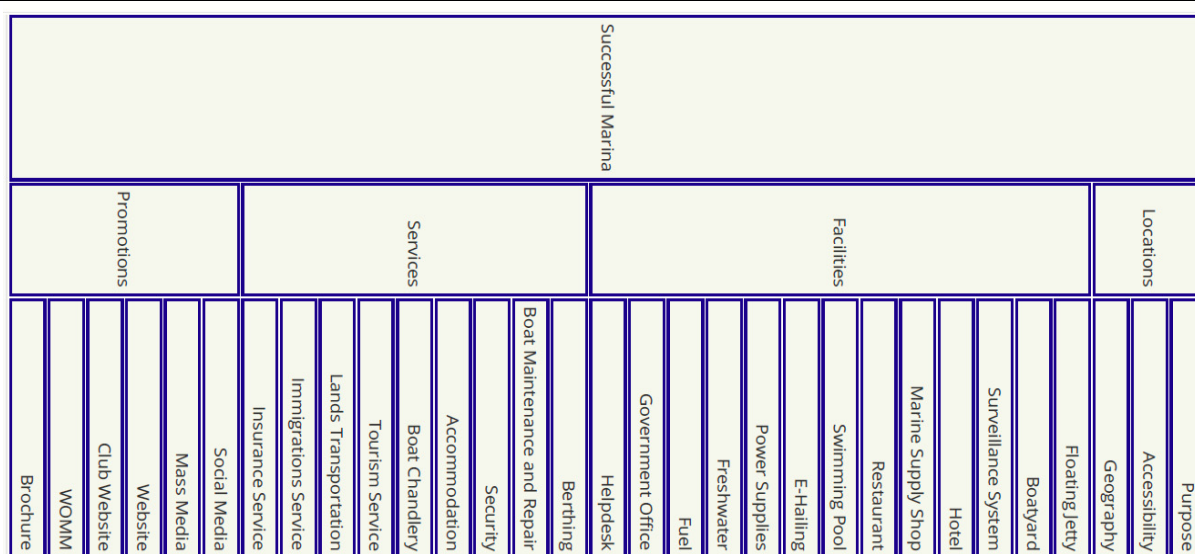 Successful Marina
Locations
Facilities
Services
Promotions
Purpose
Accessibility
Geography
Floating Jetty
Boatyard
Surveillance System
Hotel
Marine Supply Shop
Restaurant
Swimming Pool
E-Hailing
Power Supplies
Freshwater
Fuel
Government Office
Helpdesk
Berthing
Boat Maintenance and Repair
Security
Accommodation
Boat Chandlery
Tourism Service
Lands Transportation
Immigrations Service
Insurance Service
Social Media
Mass Media
Website
Club Website
WOMM
Brochure